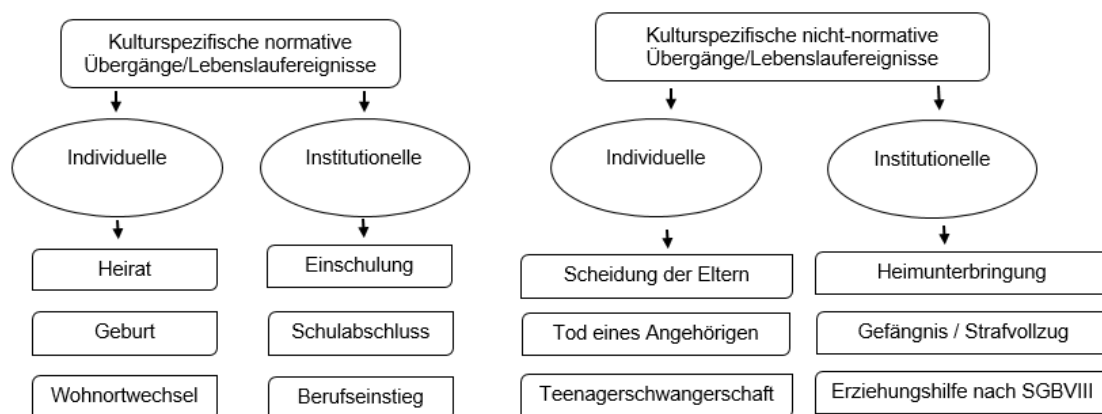 Kulturspezifische normative
Übergänge/Lebenslaufereignisse
Individuelle
Institutionelle
Heirat
Einschulung
Geburt
Schulabschluss
Wohnortwechsel
Berufseinstieg
Kulturspezifische nicht-normative
Übergänge/Lebenslaufereignisse
Individuelle
Institutionelle
Scheidung der Eltern
Heimunterbringung
Tod eines Angehörigen
Gefängnis / Strafvollzug
Teenagerschwangerschaft
Erziehungshilfe nach SGBVIII